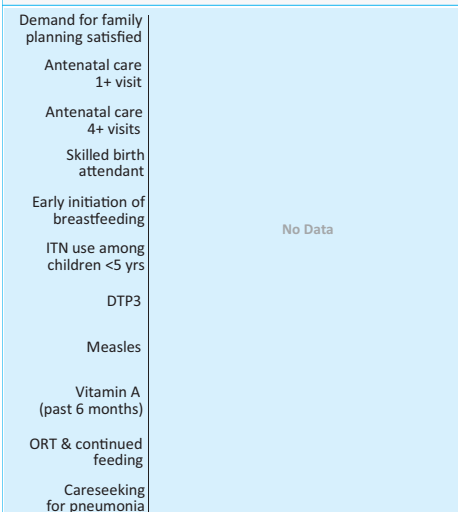 Demand for family
planning satisfied
Antenatal care
1+ visit
Antenatal care
4+ visits
Skilled birth
attendant
Early initiation of
breastfeeding
No Data
ITN use among
children <5 yrs
DTP3
Measles
Vitamin A
(past 6 months)
ORT & continued
feeding
Careseeking
for pneumonia